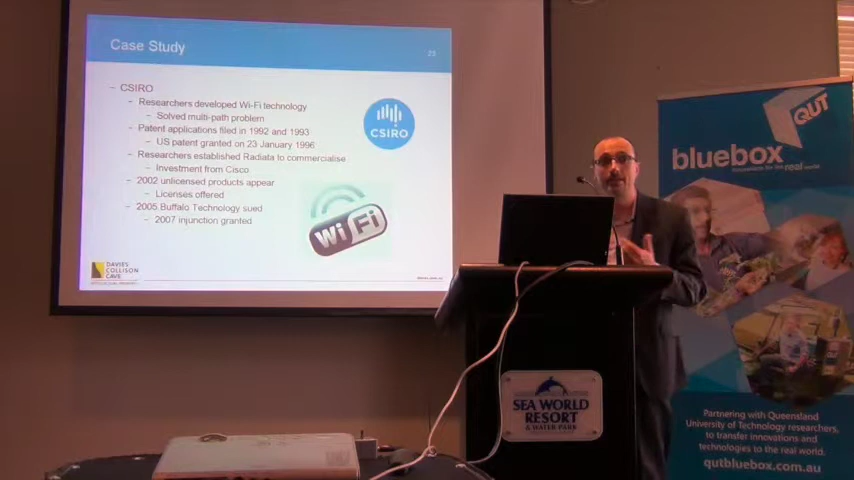 Case Study
25
– CSIRO
– Researchers developed Wi-Fi technology
– Solved multi-path problem
– Patent applications filed in 1992 and 1993
– US patent granted on 23 January 1996
– Researchers established Radiata to commercialise
– Investment from Cisco
– 2002 unlicensed products appear
– Licenses offered
– 2005 Buffalo Technology sued
– 2007 injunction granted
CSIRO
Wi Fi
DAVIES
COLLISON
CAVE
QUT
bluebox
real world
SEA WORLD
RESORT
& WATER PARK
Partnering with Queensland
University of Technology researchers,
to transfer innovations and
technologies to the real world.
qutbluebox.com.au